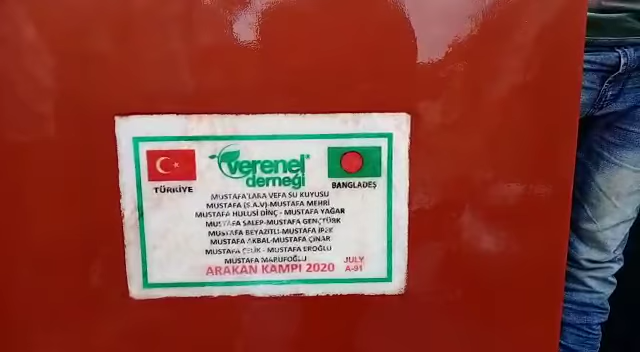 verenel
derneği
TÜRKİYE
BANGLADEŞ
MUSTAFA'LARA VEFA SU KUYUSU
MUSTAFA (S.A.V)-MUSTAFA MEHRİ
MUSTAFA HULUSİ DİNÇ - MUSTAFA YAĞAR
MUSTAFA SALEP-MUSTAFA GENÇTÜRK
MUSTAFA BEYAZITLI-MUSTAFA İPEK
MUSTAFA AKBAL-MUSTAFA ÇINAR
MUSTAFA ÇELİK - MUSTAFA EROĞLU
MUSTAFA MARUFOĞLU
ARAKAN KAMPI 2020
JULY
A-91